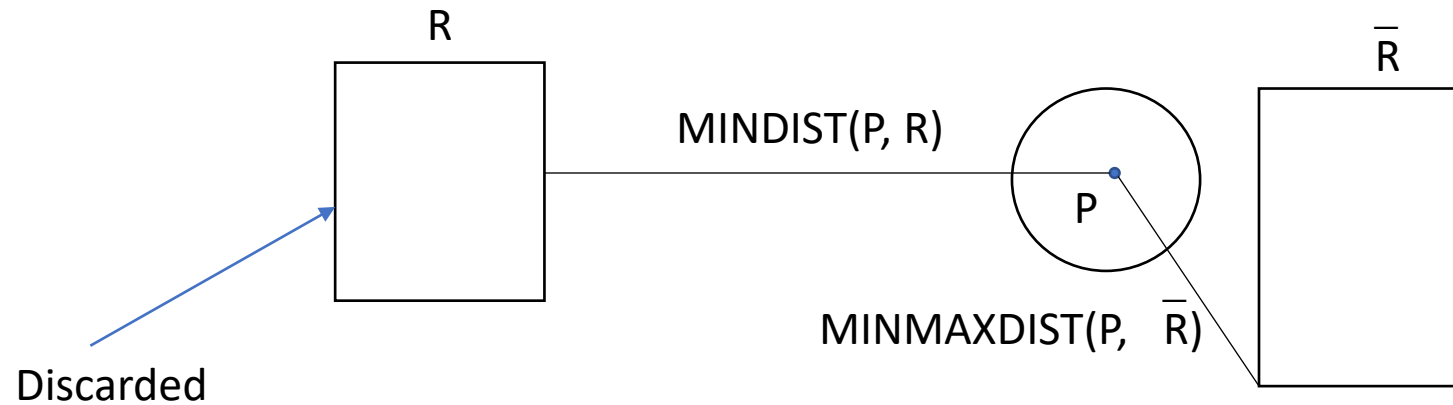 R
R̅
MINDIST(P, R)
P
MINMAXDIST(P, R̅)
Discarded